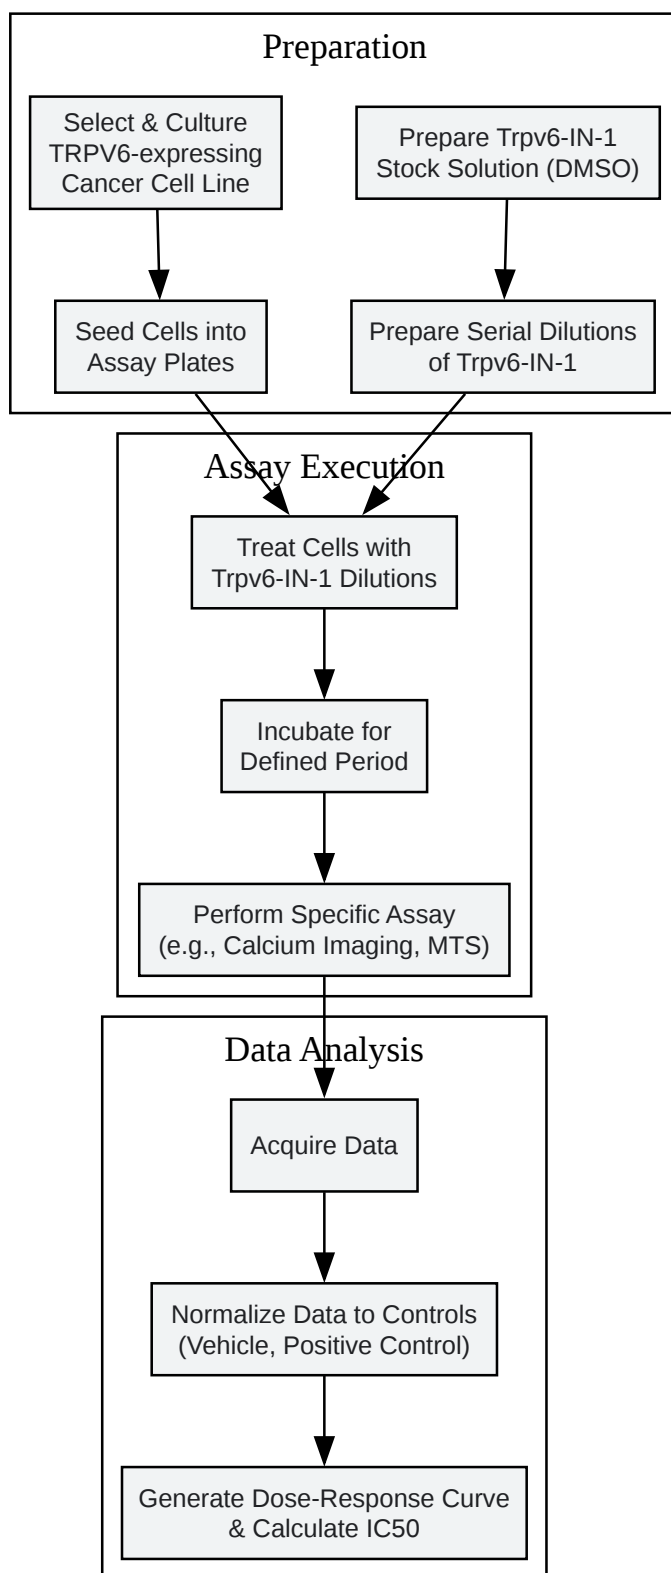 Preparation
Select & Culture
TRPV6-expressing
Cancer Cell Line
Prepare Trpv6-IN-1
Stock Solution (DMSO)
Seed Cells into
Assay Plates
Prepare Serial Dilutions
of Trpv6-IN-1
Assay Execution
Treat Cells with
Trpv6-IN-1 Dilutions
Incubate for
Defined Period
Perform Specific Assay
(e.g., Calcium Imaging, MTS)
Data Analysis
Acquire Data
Normalize Data to Controls
(Vehicle, Positive Control)
Generate Dose-Response Curve
& Calculate IC50